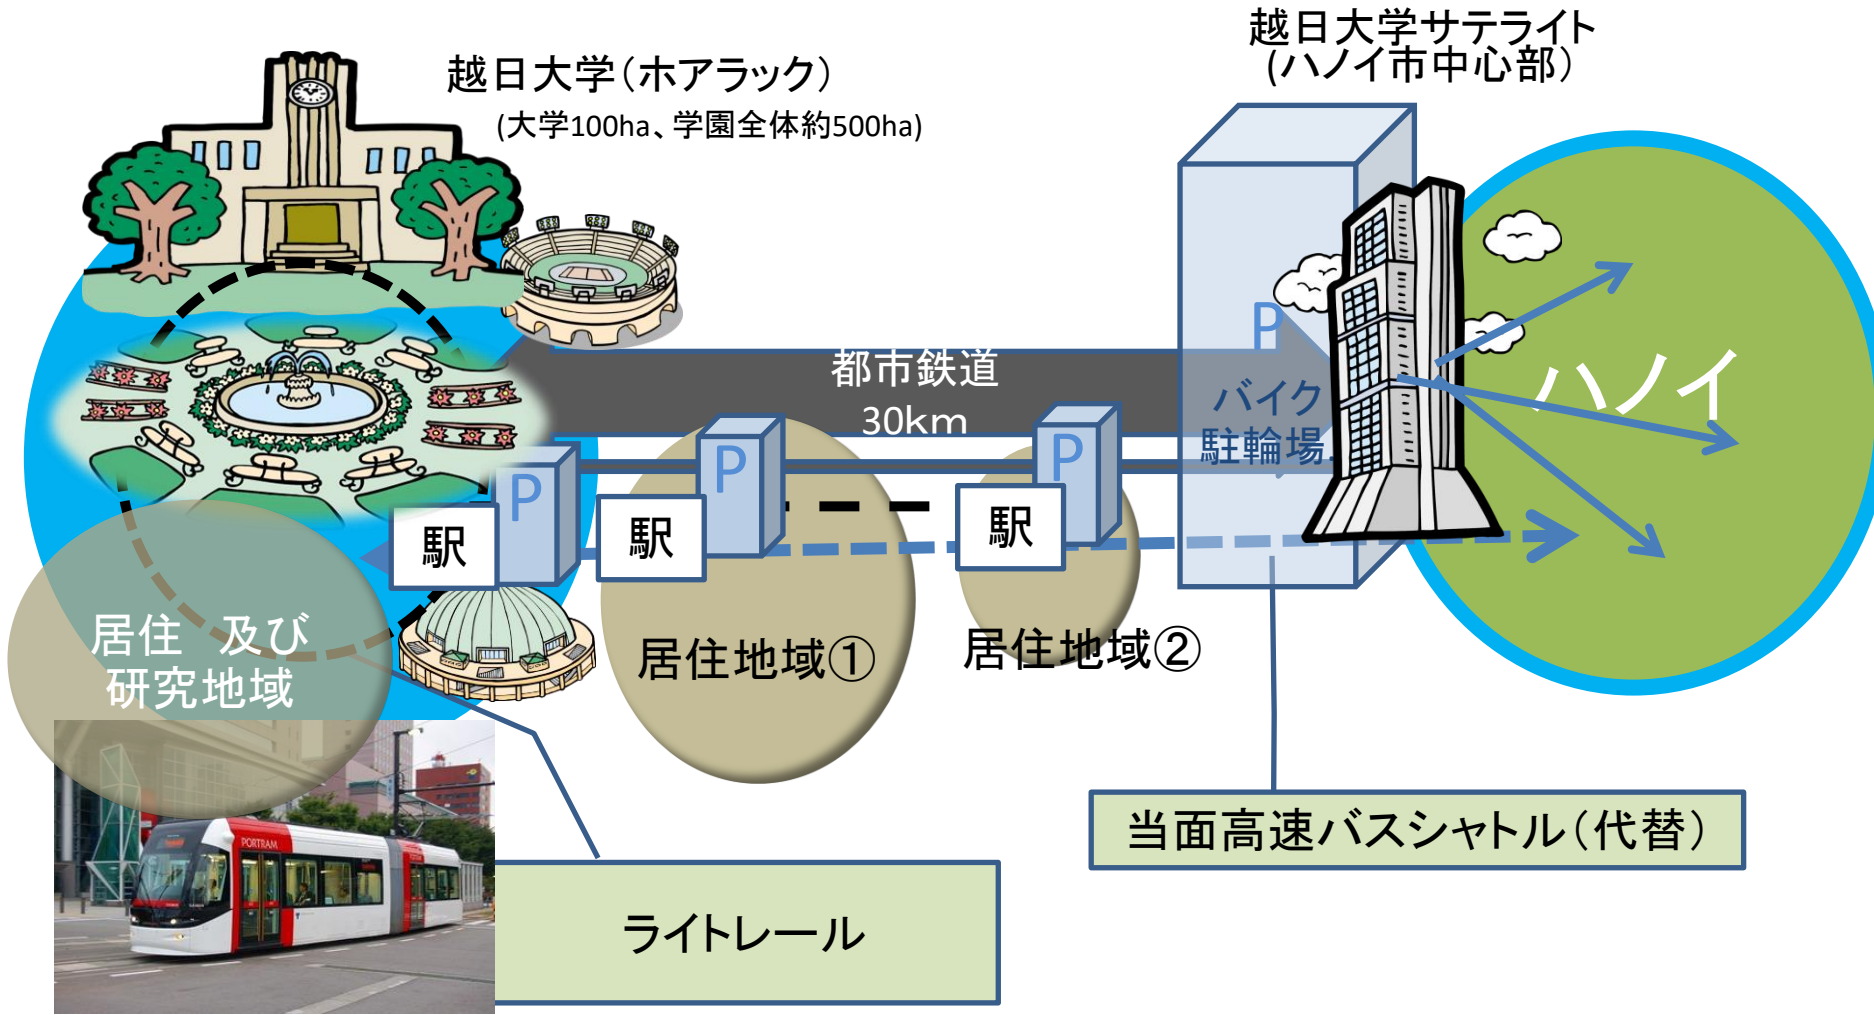 越日大学サテライト
(ハノイ市中心部）
越日大学（ホアラック）
(大学100ha、学園全体約500ha)
P
都市鉄道
30km
バイク
駐輪場
ハノイ
P
P
P
駅
駅
駅
居住　及び
研究地域
居住地域①
居住地域②
当面高速バスシャトル（代替）
PORTRAM
ライトレール